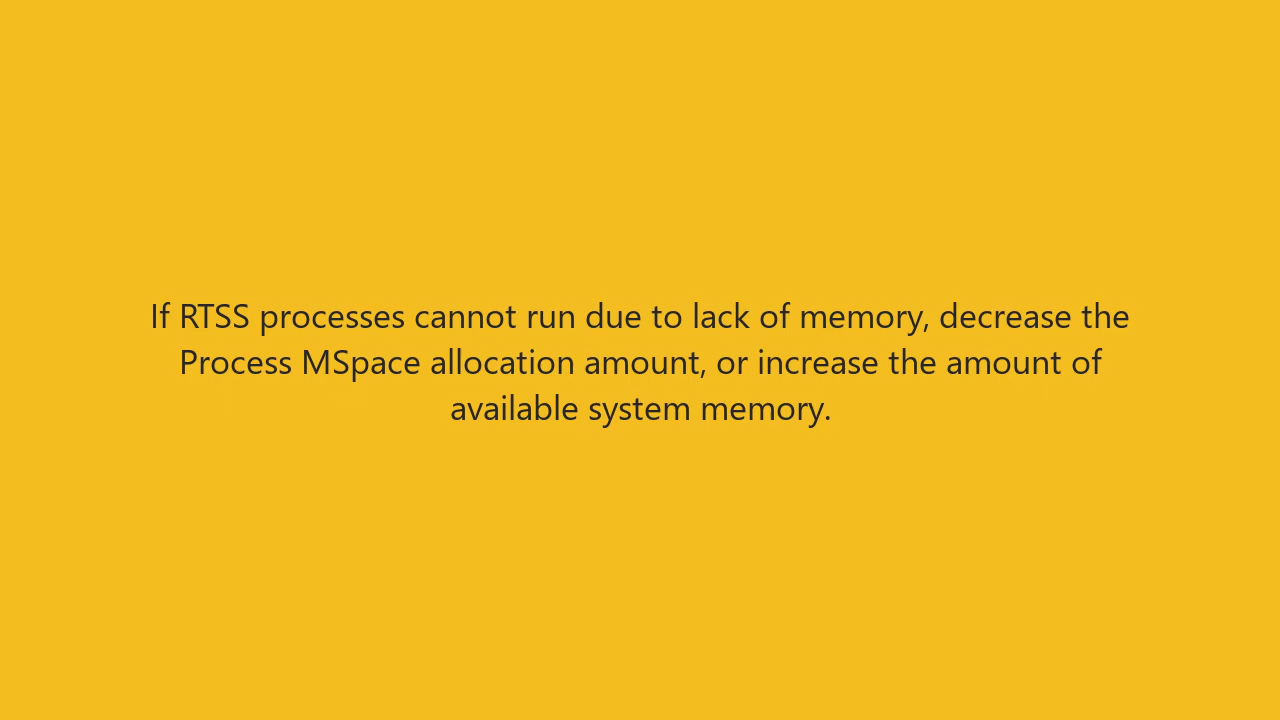 If RTSS processes cannot run due to lack of memory, decrease the
Process MSpace allocation amount, or increase the amount of
available system memory.